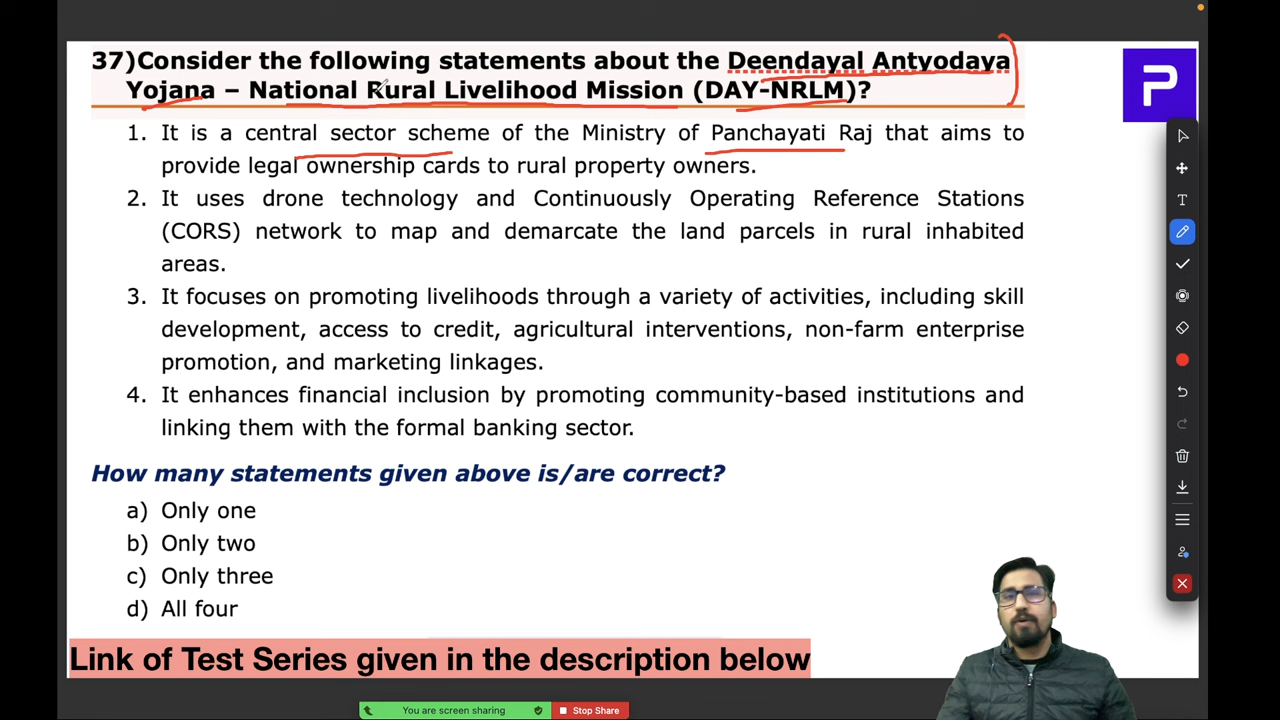 37)Consider the following statements about the Deendayal Antyodaya
Yojana – National Rural Livelihood Mission (DAY-NRLM)?
1. It is a central sector scheme of the Ministry of Panchayati Raj that aims to
provide legal ownership cards to rural property owners.
2. It uses drone technology and Continuously Operating Reference Stations
(CORS) network to map and demarcate the land parcels in rural inhabited
areas.
3. It focuses on promoting livelihoods through a variety of activities, including skill
development, access to credit, agricultural interventions, non-farm enterprise
promotion, and marketing linkages.
4. It enhances financial inclusion by promoting community-based institutions and
linking them with the formal banking sector.
How many statements given above is/are correct?
a) Only one
b) Only two
c) Only three
d) All four
Link of Test Series given in the description below
You are screen sharing
Stop Share
P
T